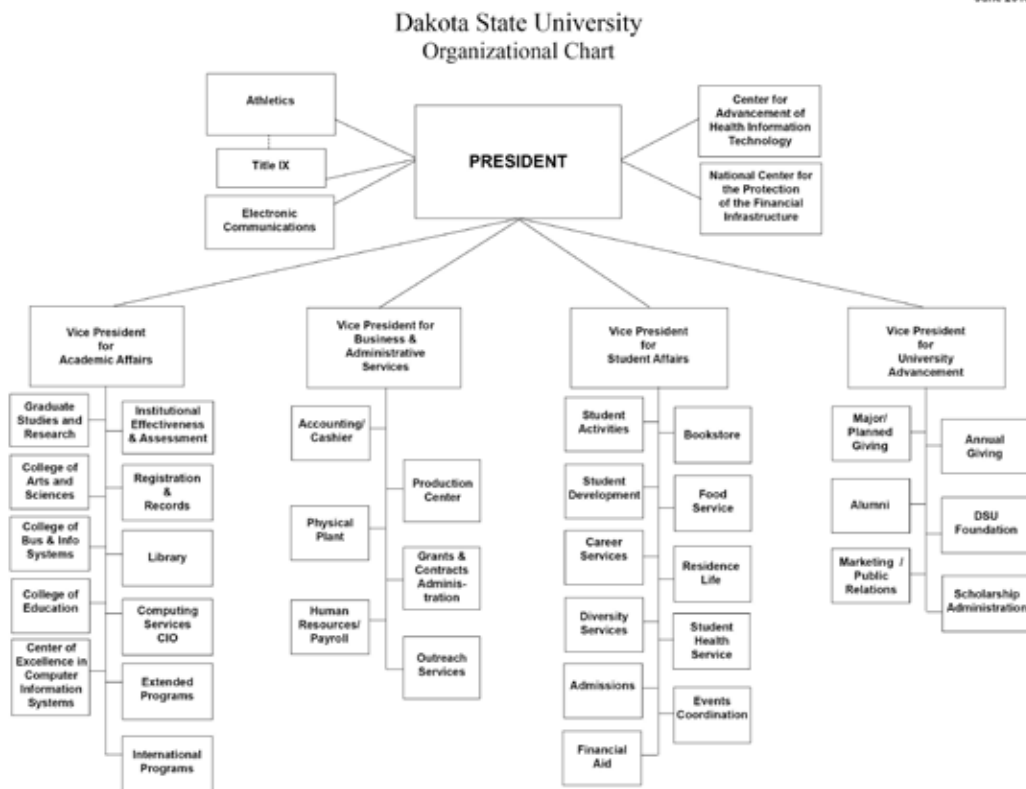 Dakota State University
Organizational Chart
Athletics
Title IX
Electronic
Communications
PRESIDENT
Center for
Advancement of
Health Information
Technology
National Center for
the Protection
of the Financial
Infrastructure
Vice President
for
Academic Affairs
Graduate
Studies and
Research
Institutional
Effectiveness
& Assessment
College of
Arts and
Sciences
Registration
&
Records
College of
Bus & Info
Systems
Library
College of
Education
Computing
Services
CIO
Center of
Excellence in
Computer
Information
Systems
Extended
Programs
International
Programs
Vice President for
Business &
Administrative
Services
Accounting/
Cashier
Production
Center
Physical
Plant
Grants &
Contracts
Adminis-
tration
Human
Resources/
Payroll
Outreach
Services
Vice President
for
Student Affairs
Student
Activities
Bookstore
Student
Development
Food
Service
Career
Services
Residence
Life
Diversity
Services
Student
Health
Service
Admissions
Events
Coordination
Financial
Aid
Vice President
for
University
Advancement
Major/
Planned
Giving
Annual
Giving
Alumni
DSU
Foundation
Marketing /
Public
Relations
Scholarship
Administration